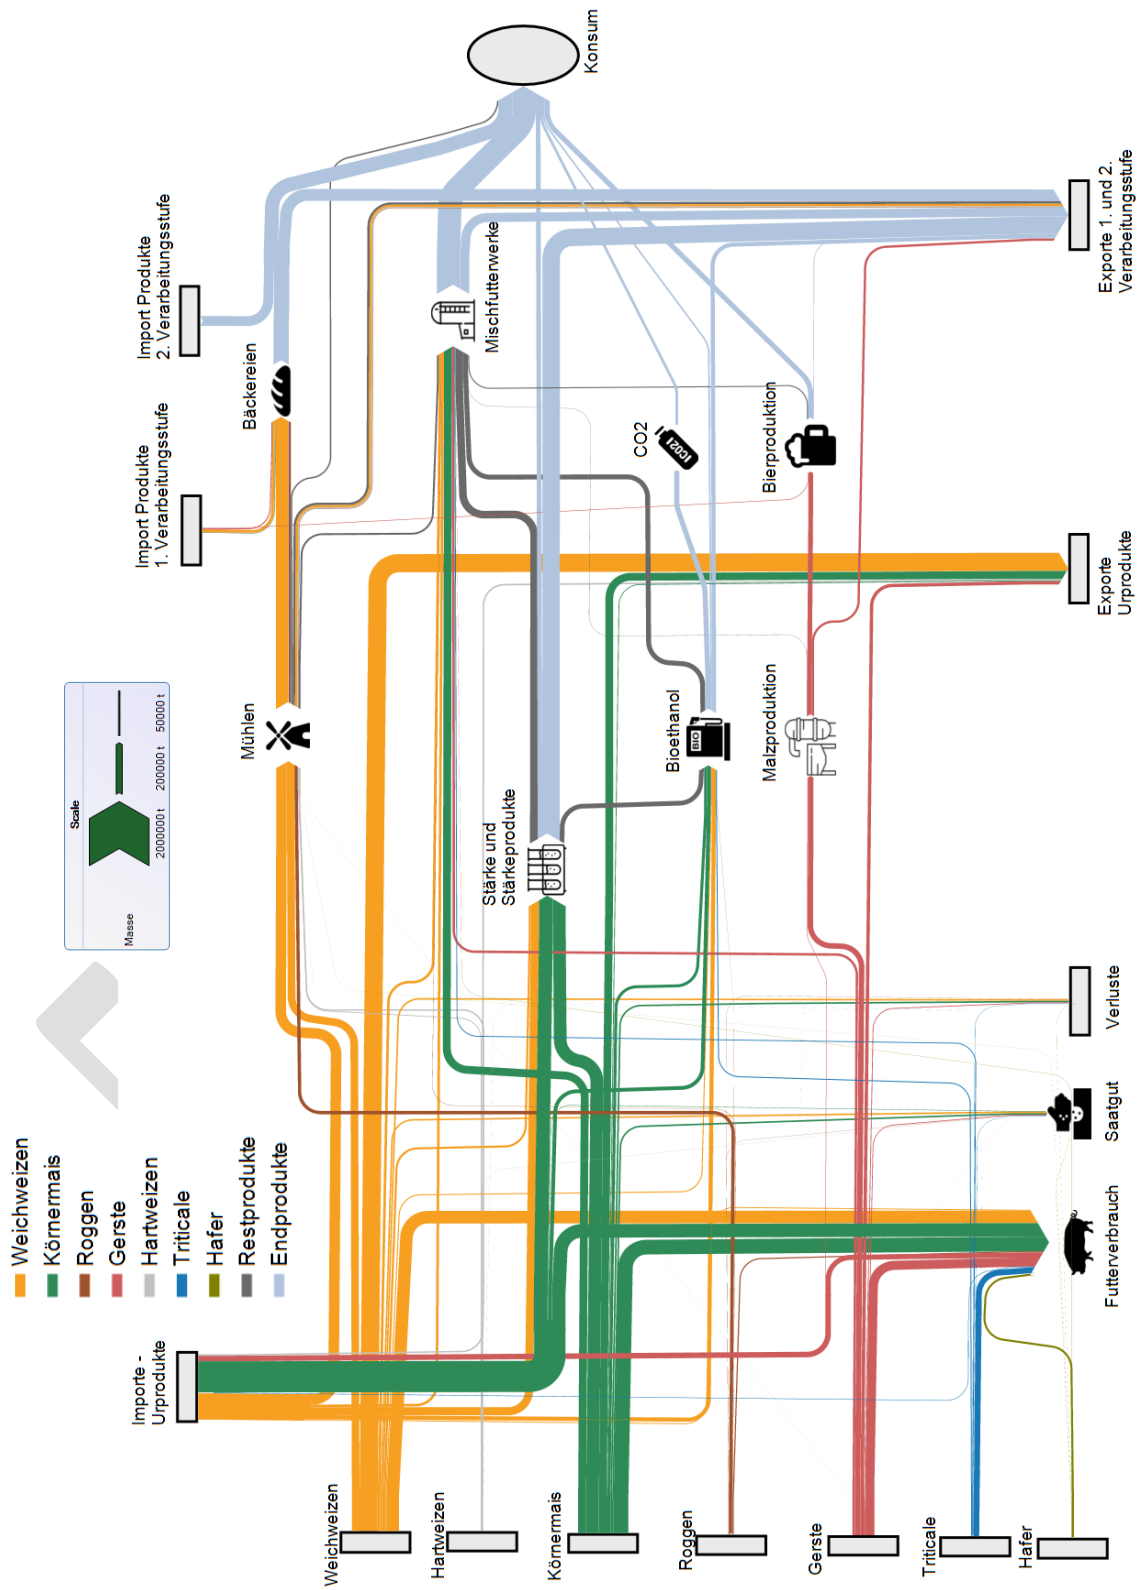 Weichweizen
Körnermais
Roggen
Gerste
Hartweizen
Triticale
Hafer
Restprodukte
Endprodukte
Scale
Masse
2000000 t
200000 t
50000 t
Importe -
Urprodukte
Import Produkte
1. Verarbeitungsstufe
Import Produkte
2. Verarbeitungsstufe
Mühlen
Bäckereien
Konsum
Weichweizen
Hartweizen
Körnermais
Roggen
Gerste
Triticale
Hafer
Stärke und
Stärkeprodukte
Mischfutterwerke
Bioethanol
BIO
CO2
CO2
Malzproduktion
Bierproduktion
Futterverbrauch
Saatgut
Verluste
Exporte
Urprodukte
Exporte 1. und 2.
Verarbeitungsstufe